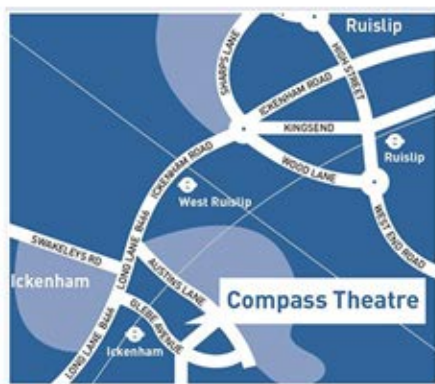 Ruislip
SHARPS LANE
HIGH STREET
ICKENHAM ROAD
KINGSEND
ICKENHAM ROAD
WOOD LANE
Ruislip
West Ruislip
WEST END ROAD
SWAKELEYS RD
LONG LANE B466
AUSTINS LANE
Ickenham
Compass Theatre
GLEBE AVENUE
LONG LANE B466
Ickenham